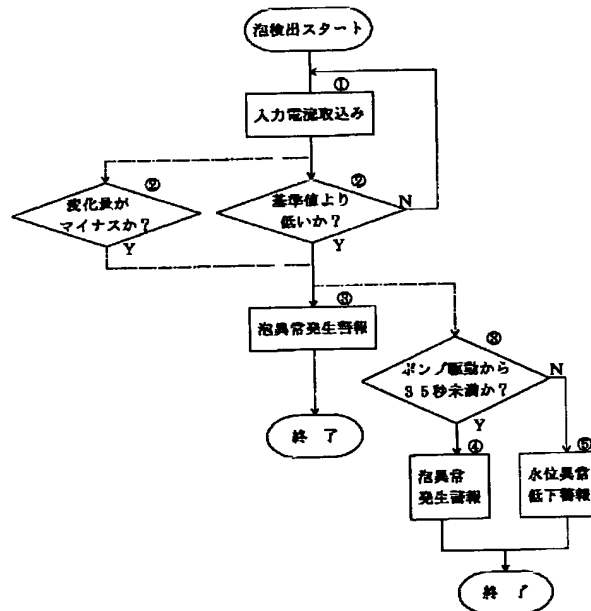 泡検出スタート
①
入力電流取込み
②
変化量が
マイナスか？
Y
②
基準値より
低いか？
N
Y
③
泡異常発生警報
終 了
③
ポンプ駆動から
35秒未満か？
N
Y
④
泡異常
発生警報
⑤
水位異常
低下警報
終 了